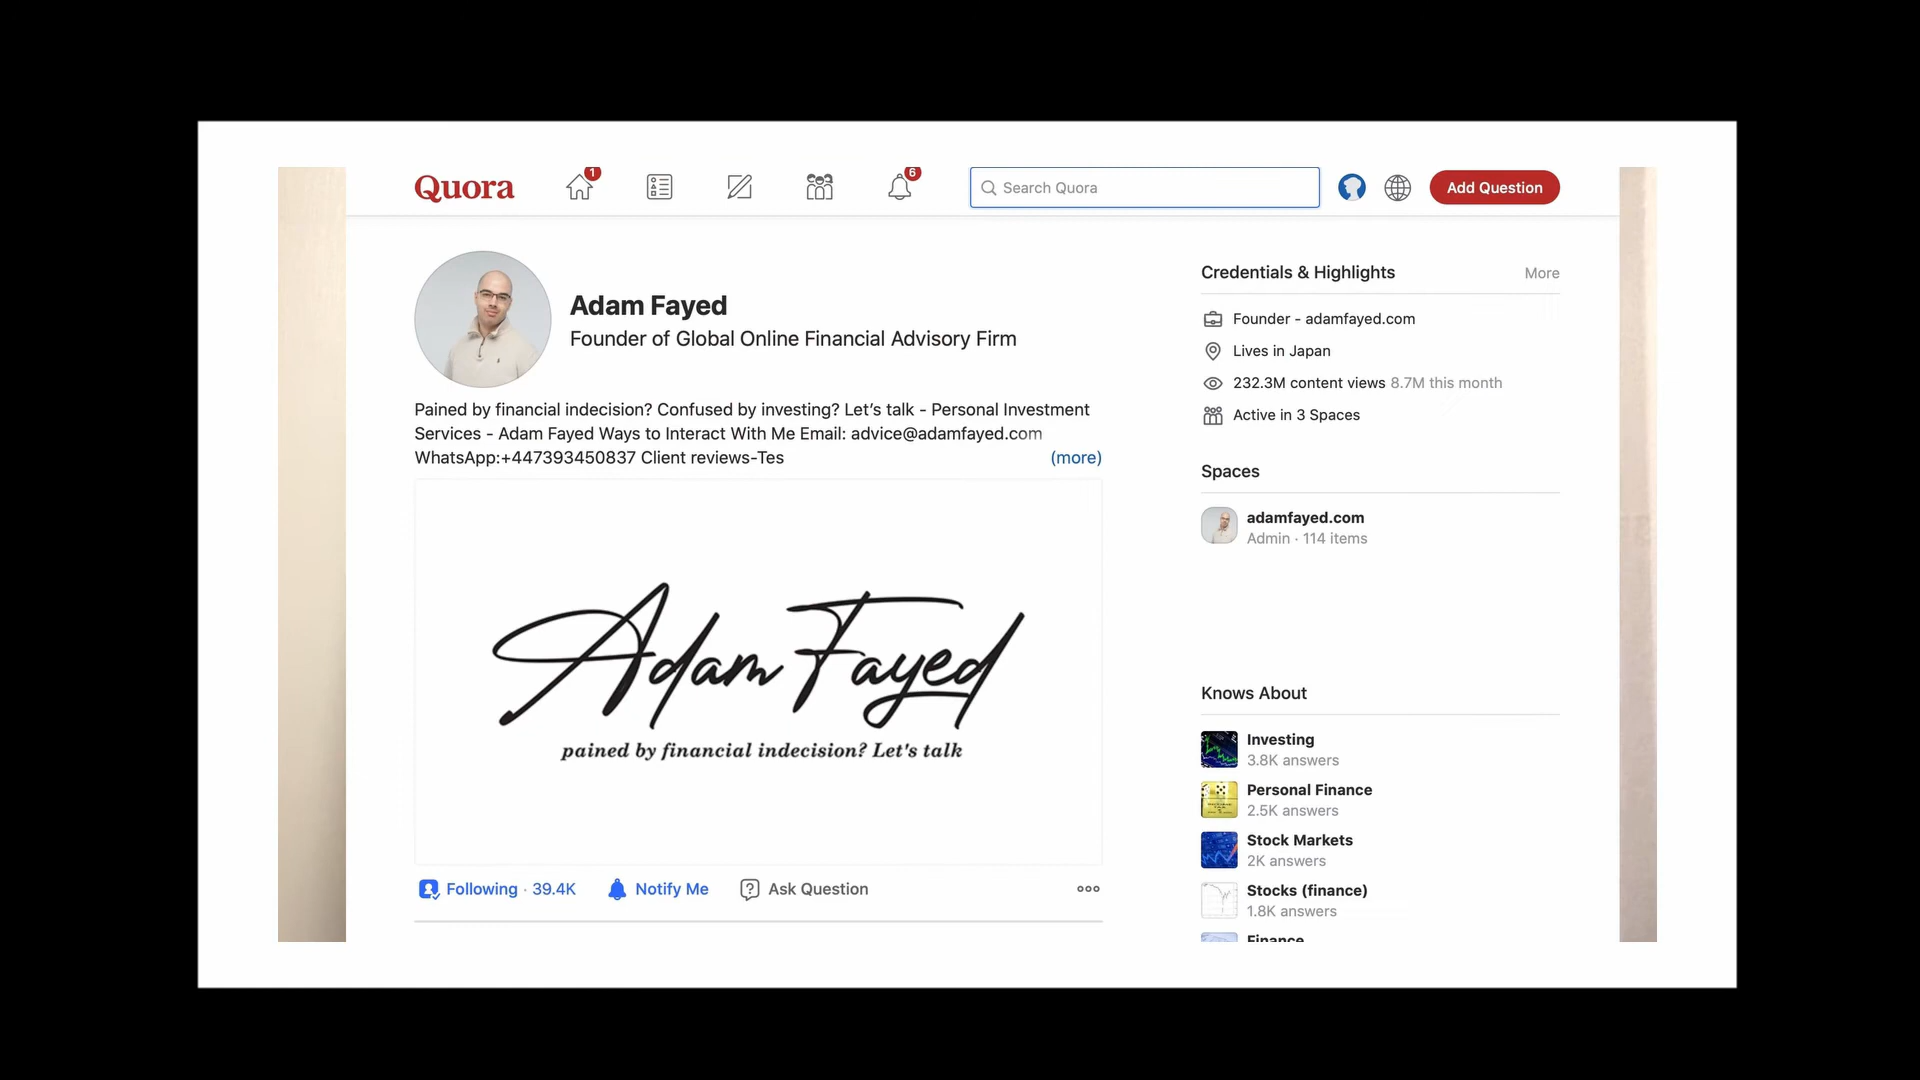 Quora
1
6
Search Quora
Add Question
Adam Fayed
Founder of Global Online Financial Advisory Firm
Pained by financial indecision? Confused by investing? Let’s talk - Personal Investment
Services - Adam Fayed Ways to Interact With Me Email: advice@adamfayed.com
WhatsApp:+447393450837 Client reviews-Tes
(more)
Adam Fayed
pained by financial indecision? Let's talk
Following · 39.4K
Notify Me
Ask Question
Credentials & Highlights
More
Founder - adamfayed.com
Lives in Japan
232.3M content views 8.7M this month
Active in 3 Spaces
Spaces
adamfayed.com
Admin · 114 items
Knows About
Investing
3.8K answers
Personal Finance
2.5K answers
Stock Markets
2K answers
Stocks (finance)
1.8K answers
Finance